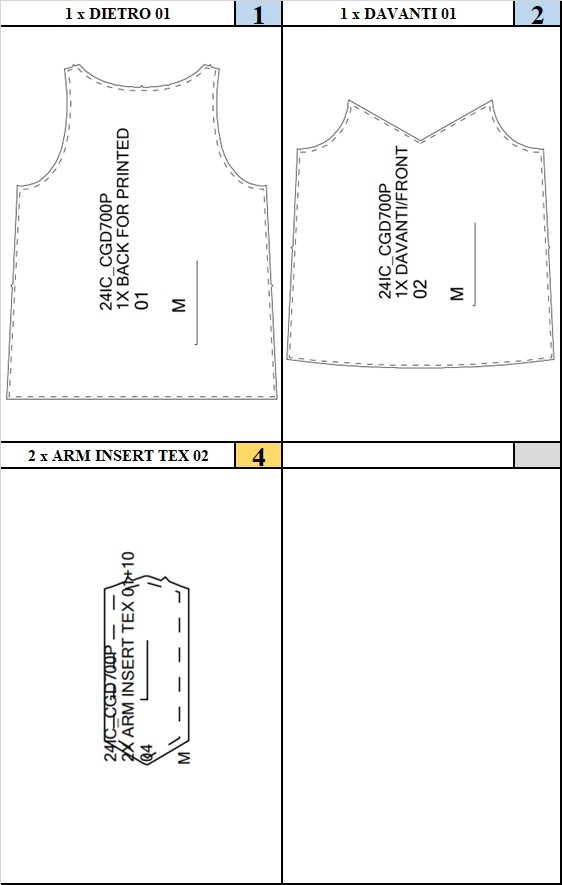 1 x DIETRO 01
1
1 x DAVANTI 01
2
24IC_CGD700P
1X BACK FOR PRINTED
01
M
24IC_CGD700P
1X DAVANTI/FRONT
02
M
2 x ARM INSERT TEX 02
4
24IC_CGD700P
2X ARM INSERT TEX 01+10
04
M